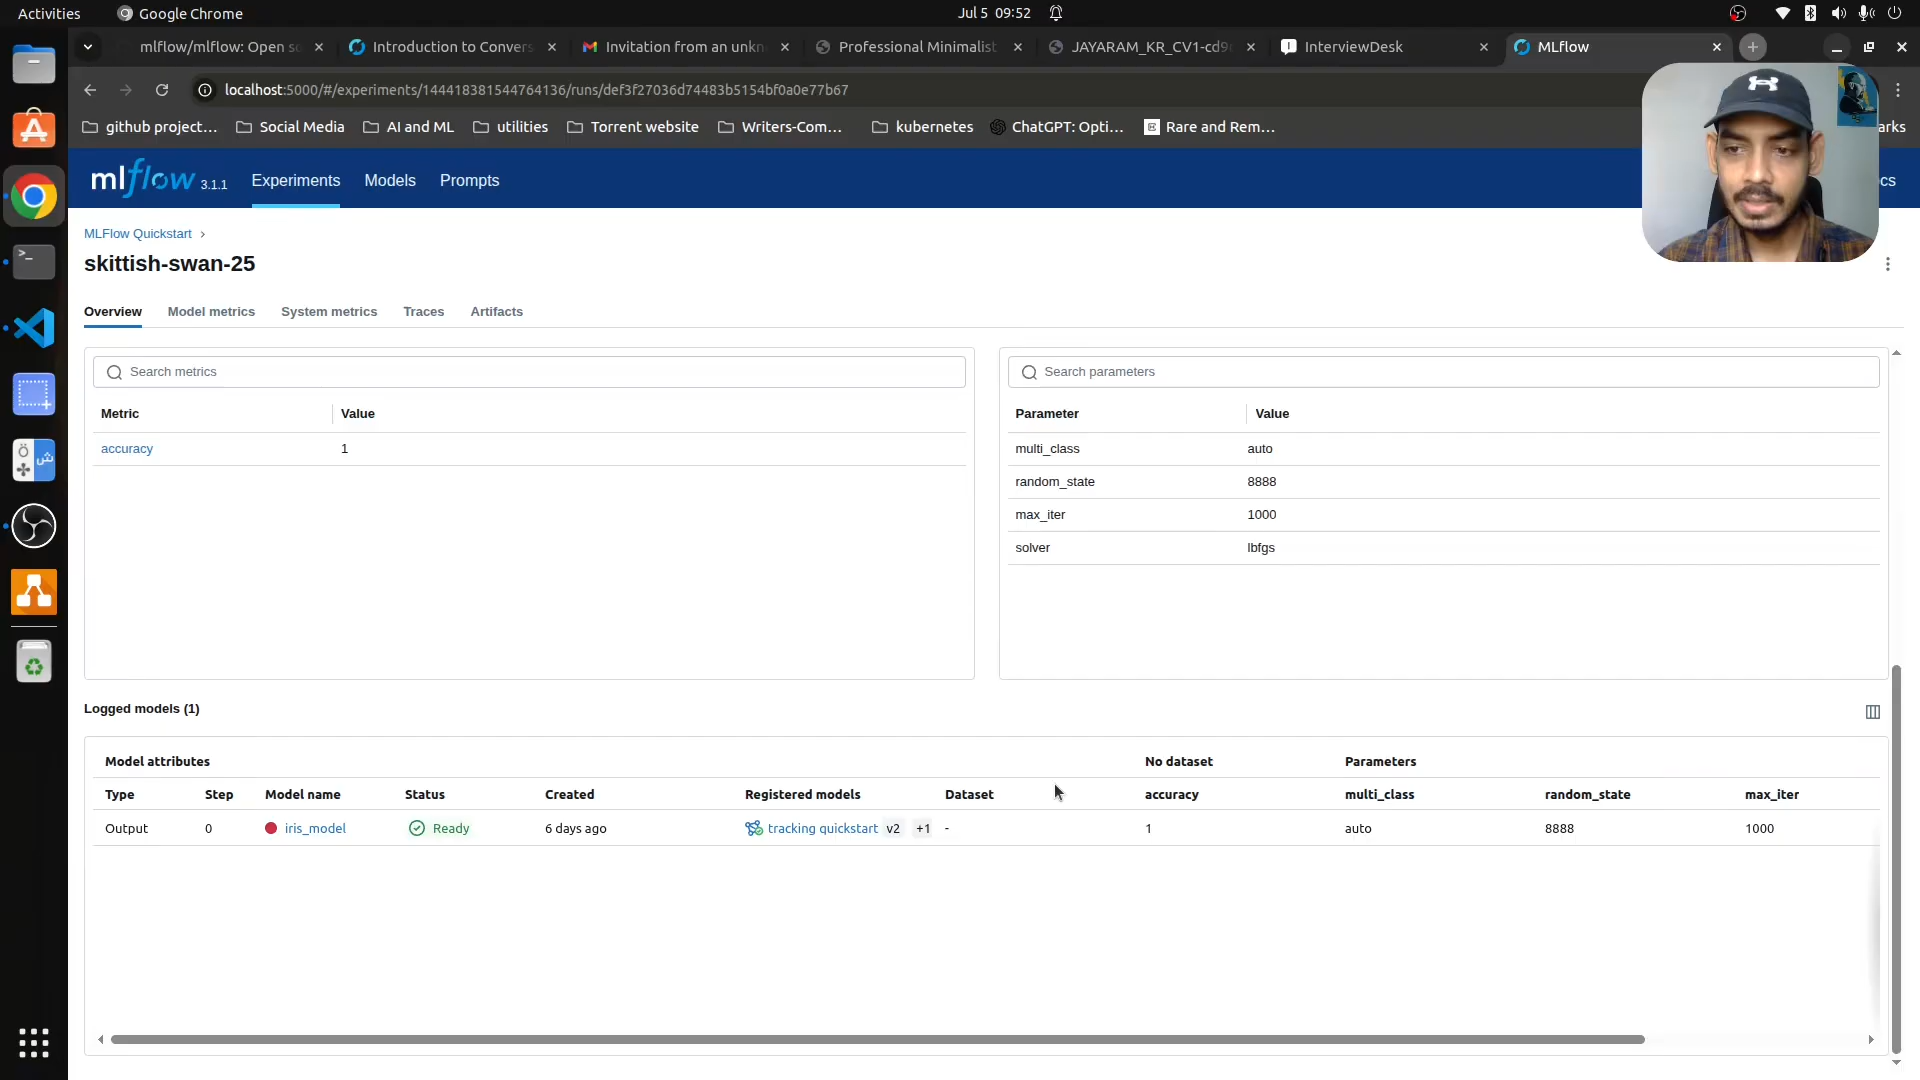 Activities
Google Chrome
Jul 5 09:52
mlflow/mlflow: Open so
Introduction to Convers
Invitation from an unkn
Professional Minimalist
JAYARAM_KR_CV1-cd9
InterviewDesk
MLflow
localhost:5000/#/experiments/144418381544764136/runs/def3f27036d74483b5154bf0a0e77b67
github project...
Social Media
AI and ML
utilities
Torrent website
Writers-Com...
kubernetes
ChatGPT: Opti...
Rare and Rem...
arks
mlflow 3.1.1
Experiments
Models
Prompts
cs
MLFlow Quickstart ›
skittish-swan-25
Overview
Model metrics
System metrics
Traces
Artifacts
Search metrics
Metric Value
accuracy 1
Search parameters
Parameter Value
multi_class auto
random_state 8888
max_iter 1000
solver lbfgs
Logged models (1)
Model attributes No dataset Parameters
Type Step Model name Status Created Registered models Dataset accuracy multi_class random_state max_iter
Output 0 iris_model Ready 6 days ago tracking quickstart v2 +1 - 1 auto 8888 1000